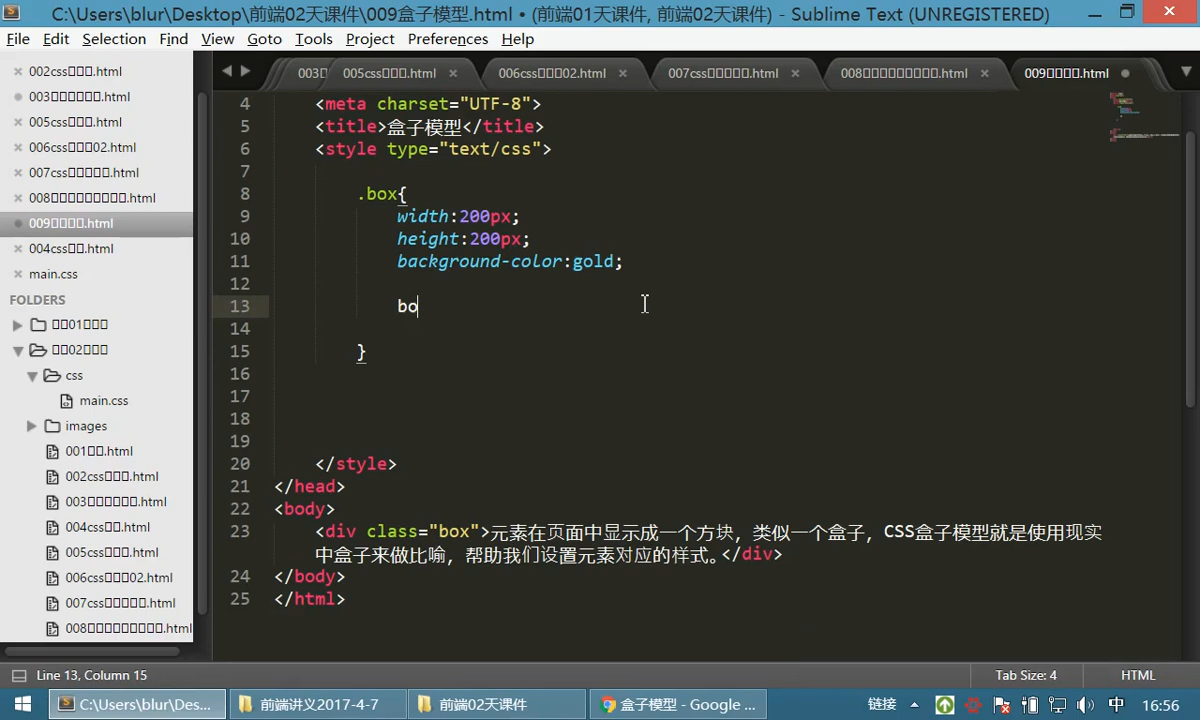 C:\Users\blur\Desktop\前端02天课件\009盒子模型.html • (前端01天课件, 前端02天课件) - Sublime Text (UNREGISTERED)
File Edit Selection Find View Goto Tools Project Preferences Help
002css□□□.html
003□□□□□.html
005css□□□.html
006css□□□02.html
007css□□□□□.html
008□□□□□□□□□.html
009□□□□.html
004css□□.html
main.css
FOLDERS
□□01□□□
□□02□□□
css
main.css
images
001□□.html
002css□□□.html
003□□□□□.html
004css□□.html
005css□□□.html
006css□□□02.html
007css□□□□□.html
008□□□□□□□□□.html
003 005css□□□.html 006css□□□02.html 007css□□□□□.html 008□□□□□□□□□.html 009□□□□.html
4 <meta charset="UTF-8">
5 <title>盒子模型</title>
6 <style type="text/css">
7
8 .box{
9 width:200px;
10 height:200px;
11 background-color:gold;
12
13 bo
14
15 }
16
17
18
19
20 </style>
21 </head>
22 <body>
23 <div class="box">元素在页面中显示成一个方块，类似一个盒子，CSS盒子模型就是使用现实
中盒子来做比喻，帮助我们设置元素对应的样式。</div>
24 </body>
25 </html>
Line 13, Column 15 Tab Size: 4 HTML
C:\Users\blur\Des... 前端讲义2017-4-7 前端02天课件 盒子模型 - Google ... 链接 中 16:56